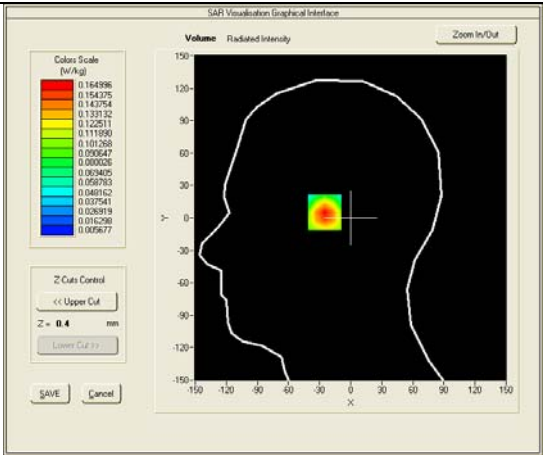 SAR Visualisation Graphical Interface
Volume Radiated Intensity
Zoom In/Out
Colors Scale
(W/kg)
0.164996
0.154375
0.143754
0.133132
0.122511
0.111890
0.101268
0.090647
0.080026
0.069405
0.058783
0.048162
0.037541
0.026919
0.016298
0.005677
Z Cuts Control
<< Upper Cut
Z = 0.4 mm
Lower Cut >>
SAVE Cancel
150
120
90
60
30
0
-30
-60
-90
-120
-150
Y
-150 -120 -90 -60 -30 0 30 60 90 120 150
X